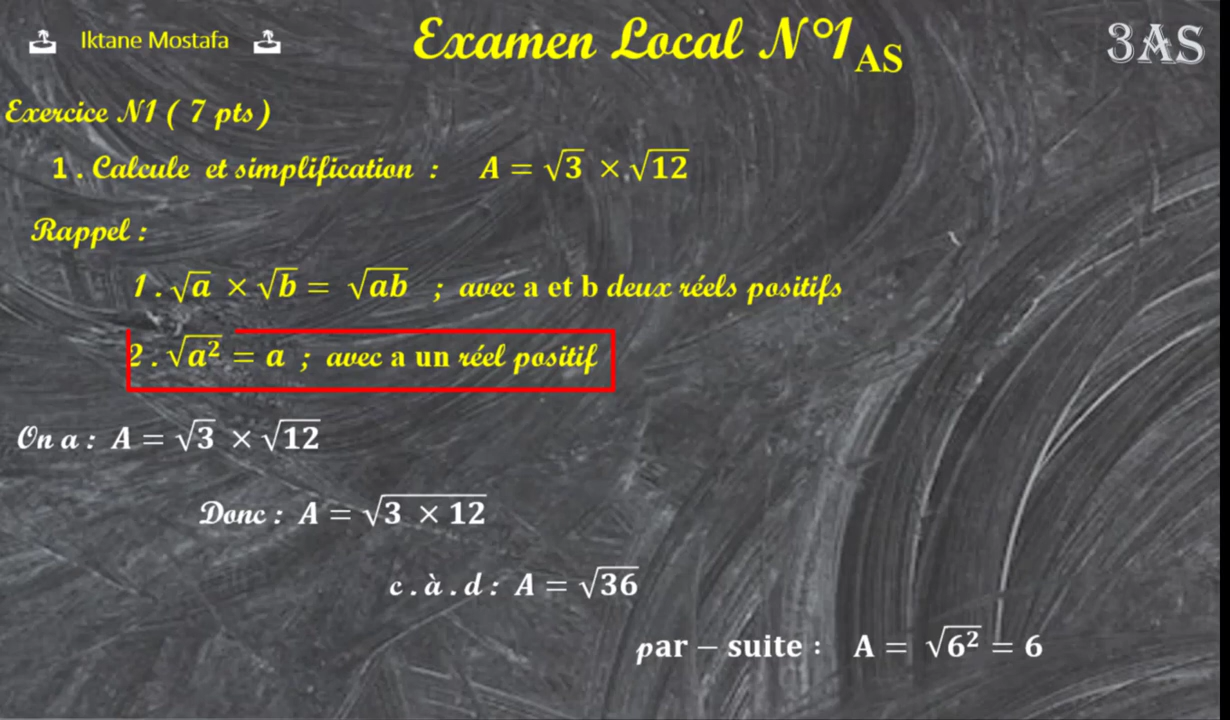 Iktane Mostafa
Examen Local N°1 AS
3AS
Exercice N1 ( 7 pts )
1 . Calcule et simplification : A = √3 × √12
Rappel :
1 . √a × √b = √ab ; avec a et b deux réels positifs
2 . √a² = a ; avec a un réel positif
On a : A = √3 × √12
Donc : A = √3 × 12
c . à . d : A = √36
par – suite : A = √6² = 6